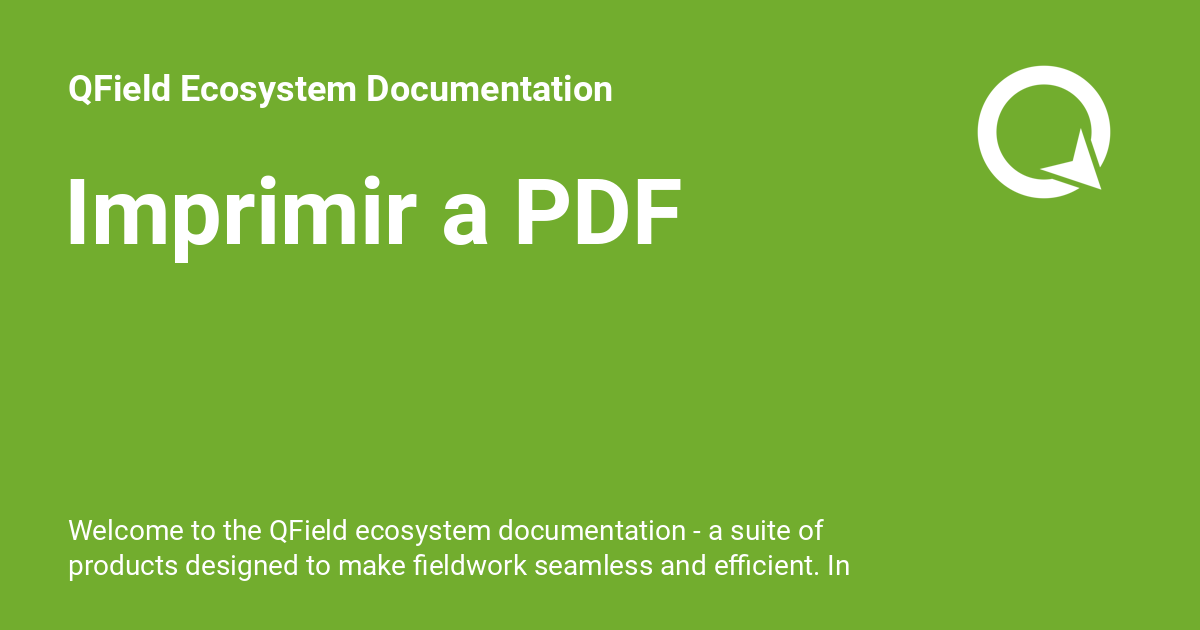 QField Ecosystem Documentation
Imprimir a PDF
Welcome to the QField ecosystem documentation - a suite of
products designed to make fieldwork seamless and efficient. In